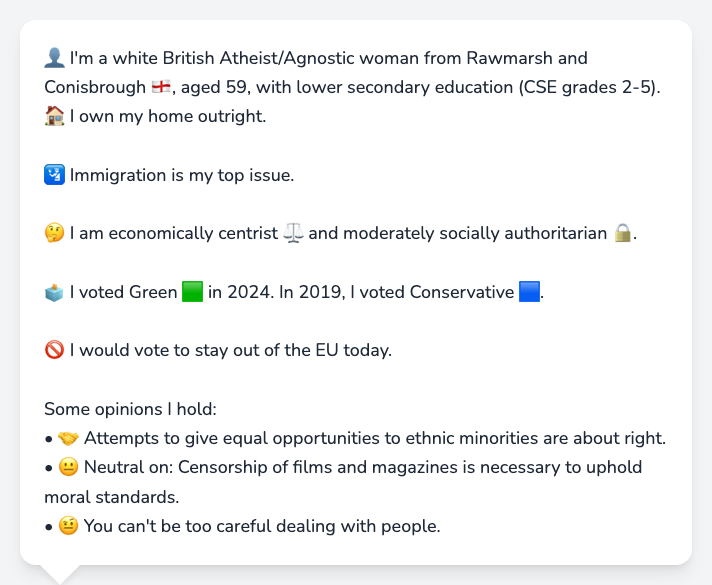 👤 I'm a white British Atheist/Agnostic woman from Rawmarsh and
Conisbrough 🏴󠁧󠁢󠁥󠁮󠁧󠁿, aged 59, with lower secondary education (CSE grades 2-5).
🏠 I own my home outright.
🛂 Immigration is my top issue.
🤔 I am economically centrist ⚖️ and moderately socially authoritarian 🔒.
🗳️ I voted Green 🟩 in 2024. In 2019, I voted Conservative 🟦.
🚫 I would vote to stay out of the EU today.
Some opinions I hold:
• 🤝 Attempts to give equal opportunities to ethnic minorities are about right.
• 😐 Neutral on: Censorship of films and magazines is necessary to uphold
moral standards.
• 🤨 You can't be too careful dealing with people.